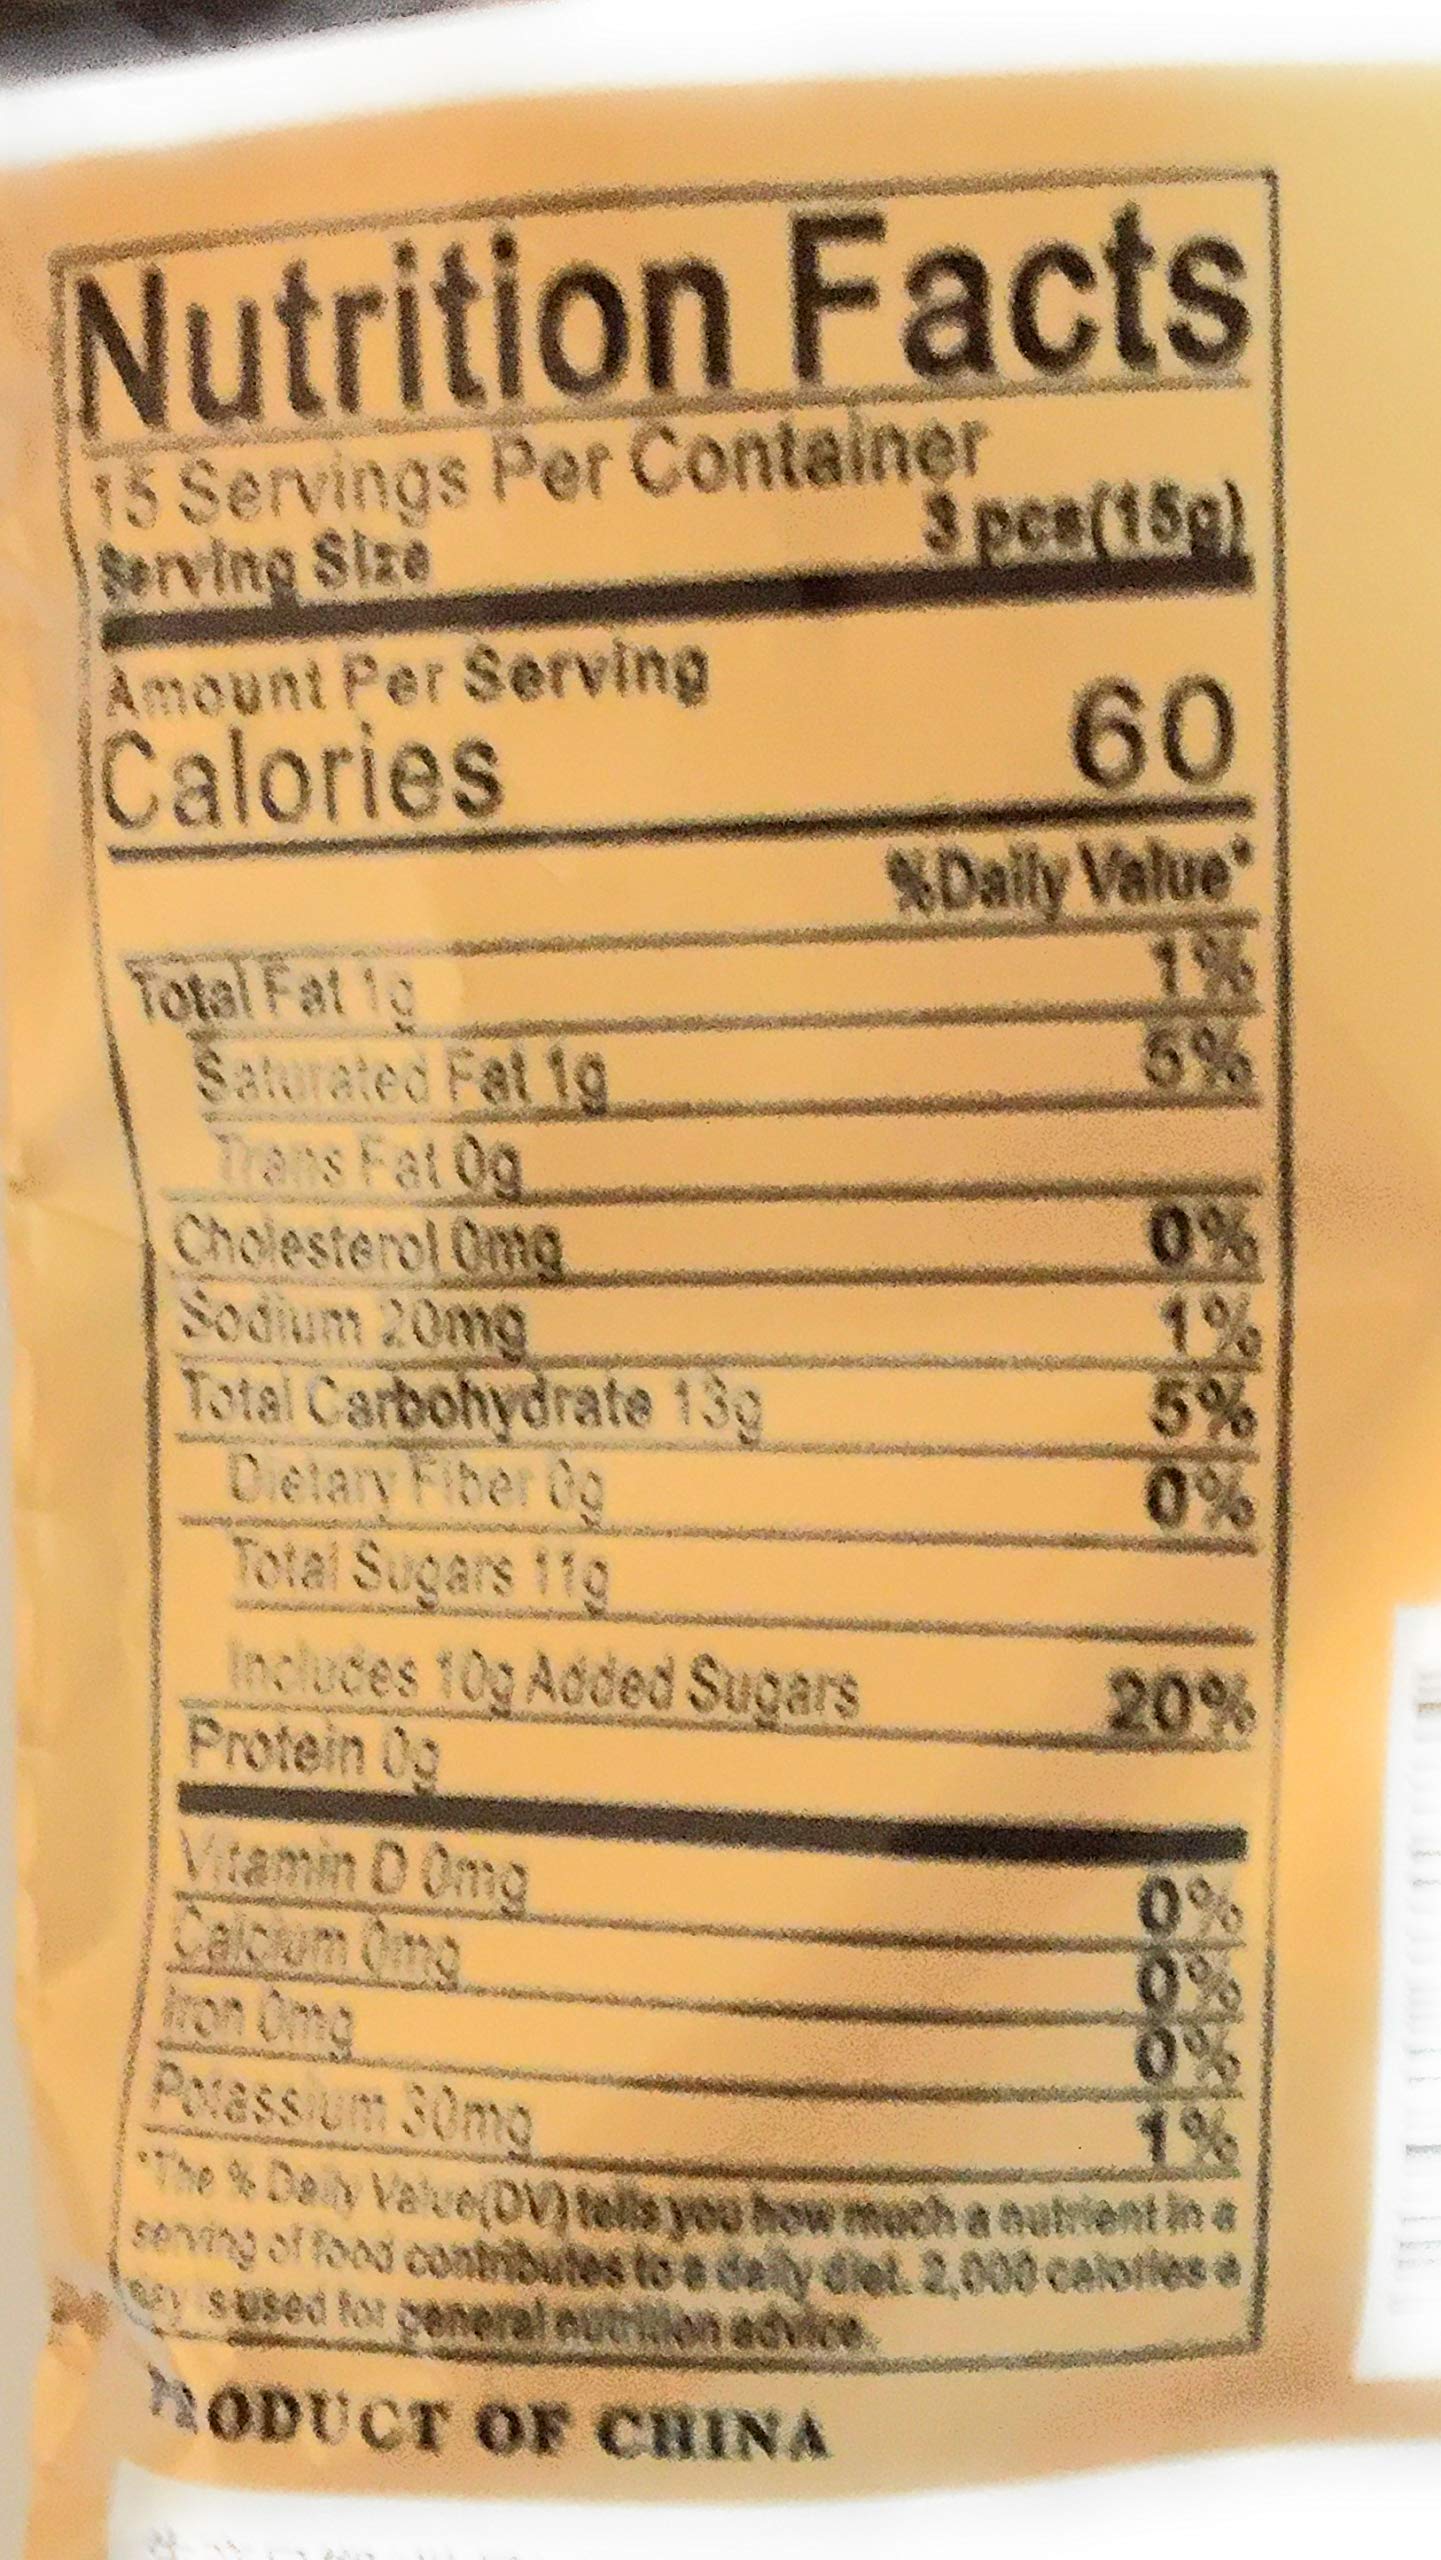 Nutrition Facts
15 Servings Per Container
Serving Size 3 pcs(15g)
Amount Per Serving
Calories 60
%Daily Value*
Total Fat 1g 1%
Saturated Fat 1g 5%
Trans Fat 0g
Cholesterol 0mg 0%
Sodium 20mg 1%
Total Carbohydrate 13g 5%
Dietary Fiber 0g 0%
Total Sugars 11g
Includes 10g Added Sugars 20%
Protein 0g
Vitamin D 0mg 0%
Calcium 0mg 0%
Iron 0mg 0%
Potassium 30mg 1%
*The % Daily Value(DV) tells you how much a nutrient in a
serving of food contributes to a daily diet. 2,000 calories a
day is used for general nutrition advice.
PRODUCT OF CHINA